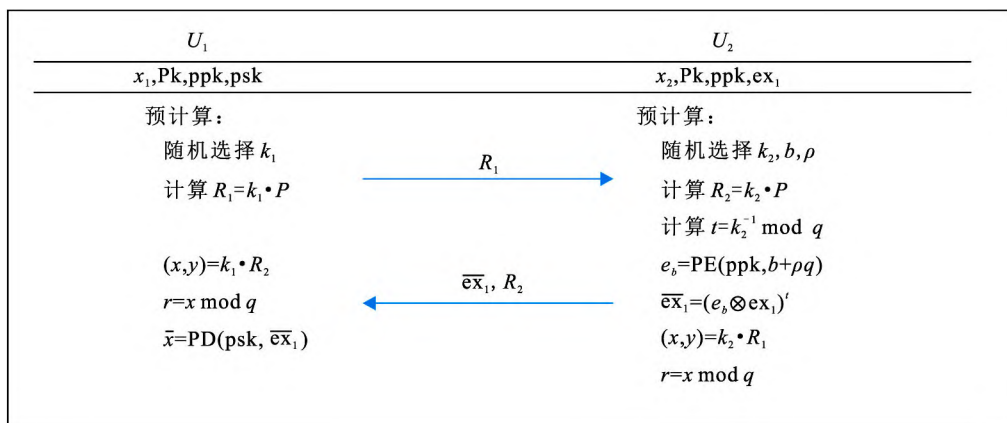 U₁ U₂
x₁,Pk,ppk,psk x₂,Pk,ppk,ex₁
预计算： 预计算：
随机选择 k₁ R₁ 随机选择 k₂, b, ρ
计算 R₁=k₁•P 计算 R₂=k₂•P
计算 t=k₂⁻¹ mod q
(x,y)=k₁•R₂ e_b=PE(ppk,b+ρq)
r=x mod q e̅x̅₁, R₂ e̅x̅₁=(e_b⊗ex₁)ᵗ
x̄=PD(psk, e̅x̅₁) (x,y)=k₂•R₁
r=x mod q